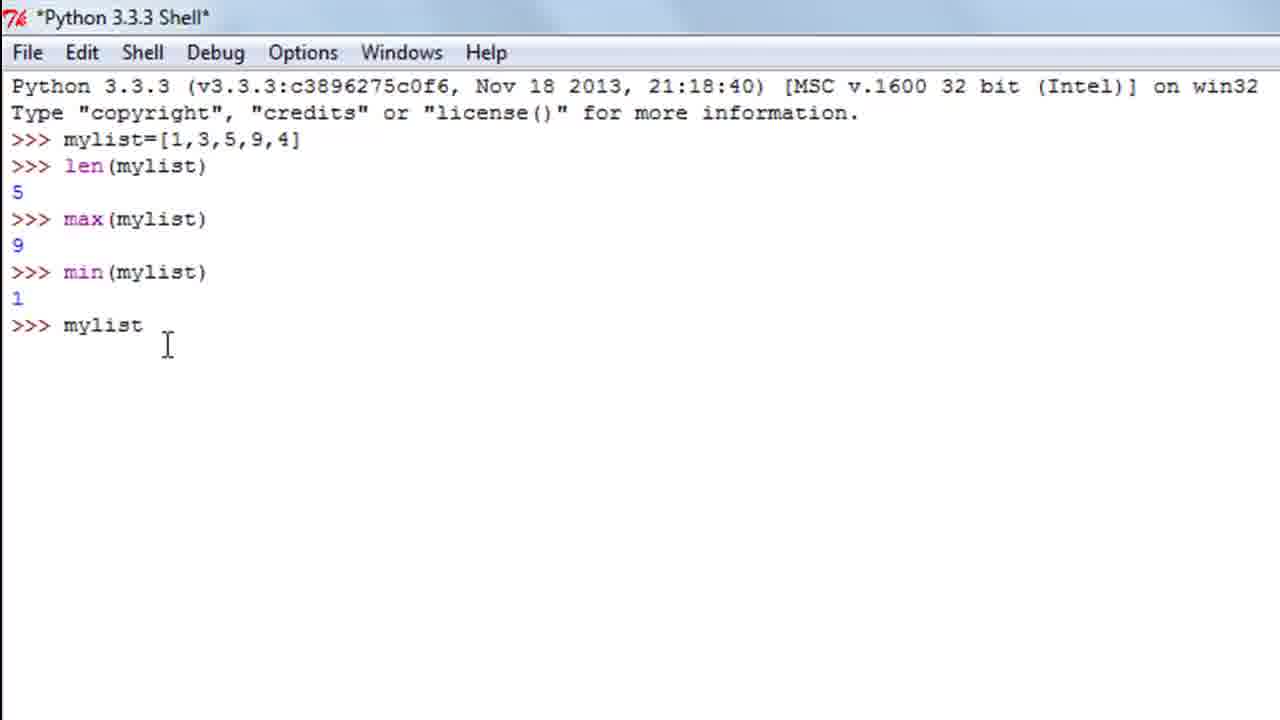 *Python 3.3.3 Shell*
File Edit Shell Debug Options Windows Help
Python 3.3.3 (v3.3.3:c3896275c0f6, Nov 18 2013, 21:18:40) [MSC v.1600 32 bit (Intel)] on win32
Type "copyright", "credits" or "license()" for more information.
>>> mylist=[1,3,5,9,4]
>>> len(mylist)
5
>>> max(mylist)
9
>>> min(mylist)
1
>>> mylist